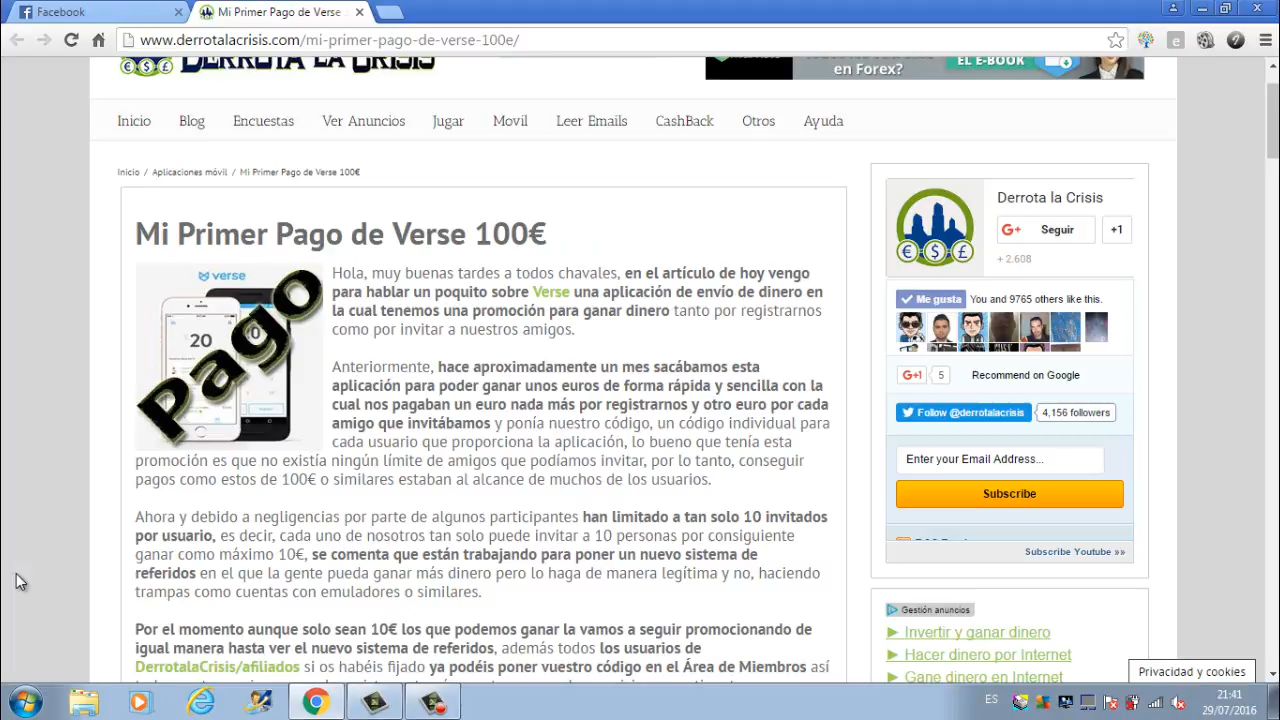 Facebook
Mi Primer Pago de Verse
www.derrotalacrisis.com/mi-primer-pago-de-verse-100e/
DERROTA LA CRISIS
en Forex?
EL E-BOOK
Inicio Blog Encuestas Ver Anuncios Jugar Movil Leer Emails CashBack Otros Ayuda
Inicio / Aplicaciones móvil / Mi Primer Pago de Verse 100€
Mi Primer Pago de Verse 100€
verse
20
Pago
Hola, muy buenas tardes a todos chavales, en el artículo de hoy vengo
para hablar un poquito sobre Verse una aplicación de envío de dinero en
la cual tenemos una promoción para ganar dinero tanto por registrarnos
como por invitar a nuestros amigos.
Anteriormente, hace aproximadamente un mes sacábamos esta
aplicación para poder ganar unos euros de forma rápida y sencilla con la
cual nos pagaban un euro nada más por registrarnos y otro euro por cada
amigo que invitábamos y ponía nuestro código, un código individual para
cada usuario que proporciona la aplicación, lo bueno que tenía esta
promoción es que no existía ningún límite de amigos que podíamos invitar, por lo tanto, conseguir
pagos como estos de 100€ o similares estaban al alcance de muchos de los usuarios.
Ahora y debido a negligencias por parte de algunos participantes han limitado a tan solo 10 invitados
por usuario, es decir, cada uno de nosotros tan solo puede invitar a 10 personas por consiguiente
ganar como máximo 10€, se comenta que están trabajando para poner un nuevo sistema de
referidos en el que la gente pueda ganar más dinero pero lo haga de manera legítima y no, haciendo
trampas como cuentas con emuladores o similares.
Por el momento aunque solo sean 10€ los que podemos ganar la vamos a seguir promocionando de
igual manera hasta ver el nuevo sistema de referidos, además todos los usuarios de
DerrotalaCrisis/afiliados si os habéis fijado ya podéis poner vuestro código en el Área de Miembros así
Derrota la Crisis
G+ Seguir +1
+ 2.608
Me gusta You and 9765 others like this.
G+1 5 Recommend on Google
Follow @derrotalacrisis 4,156 followers
Enter your Email Address...
Subscribe
Subscribe Youtube »
Gestión anuncios
► Invertir y ganar dinero
► Hacer dinero por Internet
► Gane dinero en Internet
Privacidad y cookies
ES
21:41
29/07/2016